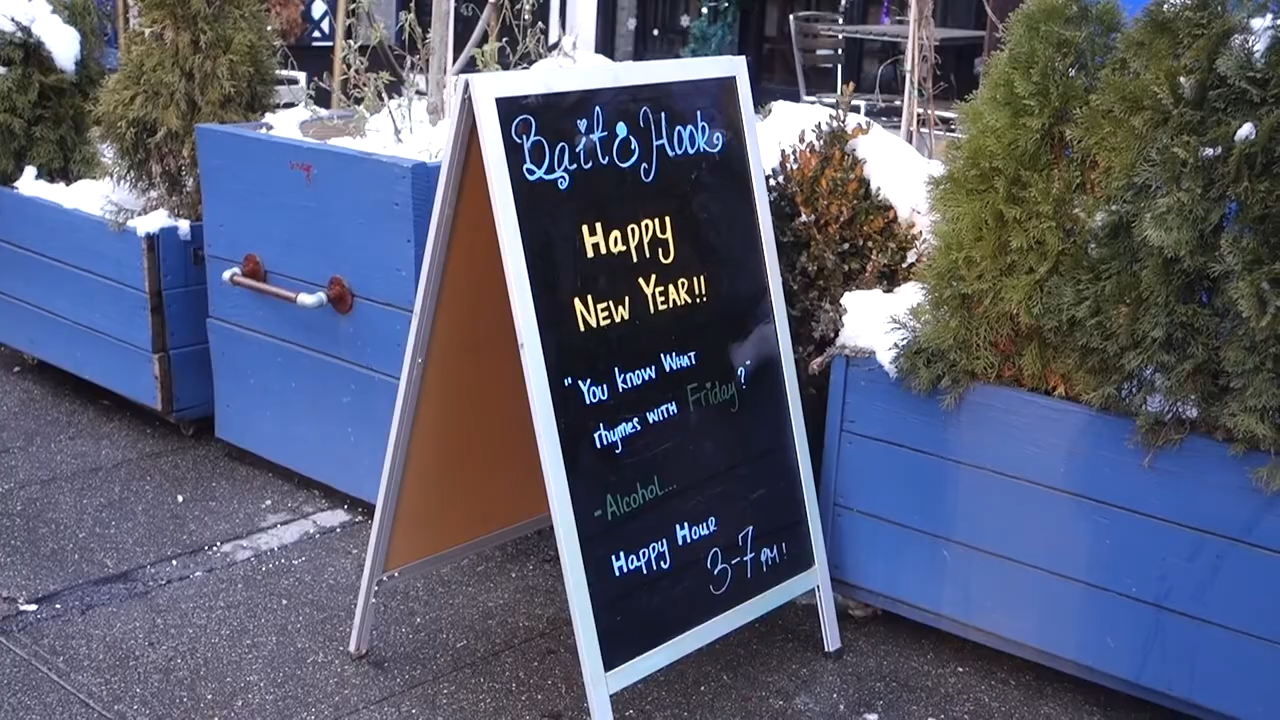 Bait & Hook
Happy
New Year!!
"You know What
rhymes with Friday?"
-Alcohol...
Happy Hour
3-7 PM!